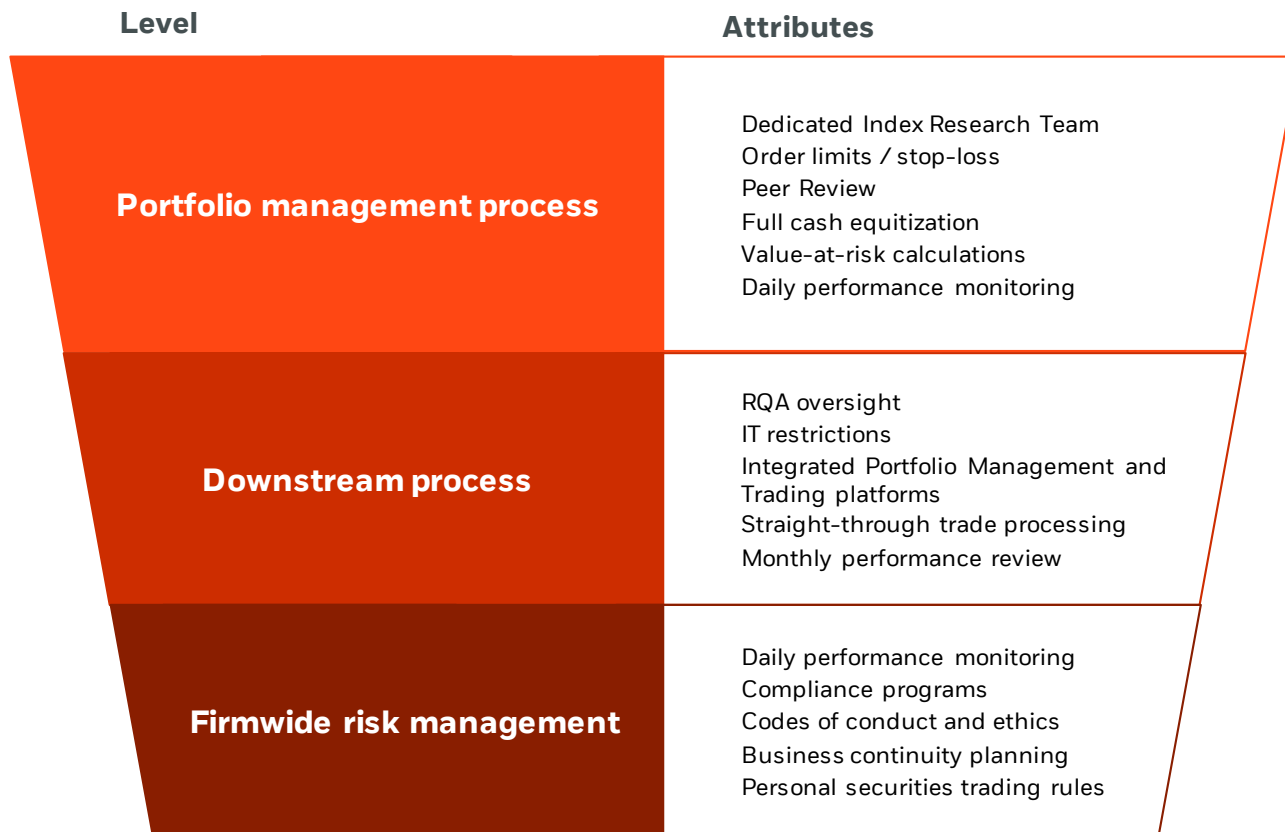 Level
Attributes
Portfolio management process
Dedicated Index Research Team
Order limits / stop-loss
Peer Review
Full cash equitization
Value-at-risk calculations
Daily performance monitoring
Downstream process
RQA oversight
IT restrictions
Integrated Portfolio Management and
Trading platforms
Straight-through trade processing
Monthly performance review
Firmwide risk management
Daily performance monitoring
Compliance programs
Codes of conduct and ethics
Business continuity planning
Personal securities trading rules